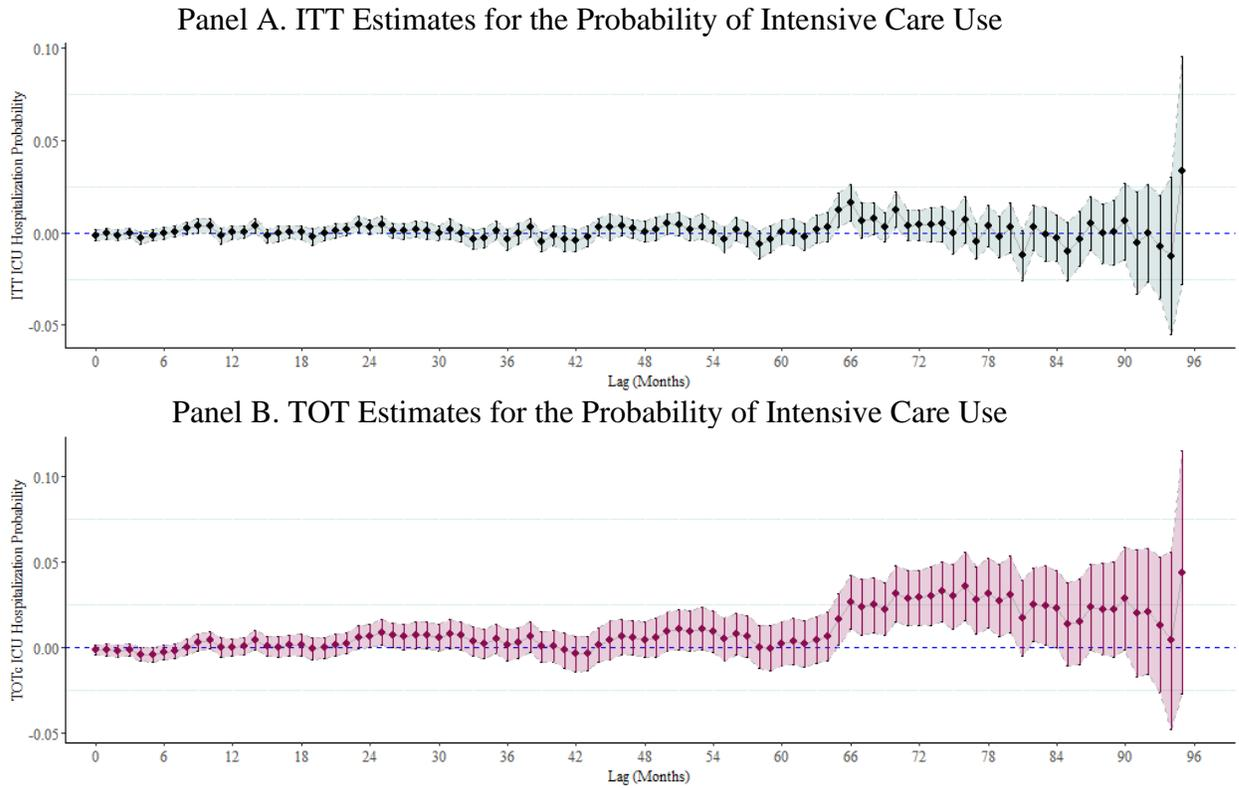 Panel A. ITT Estimates for the Probability of Intensive Care Use
ITT ICU Hospitalization Probability
0.10
0.05
0.00
-0.05
0 6 12 18 24 30 36 42 48 54 60 66 72 78 84 90 96
Lag (Months)
Panel B. TOT Estimates for the Probability of Intensive Care Use
ICU Hospitalization Probability
0.10
0.05
0.00
-0.05
0 6 12 18 24 30 36 42 48 54 60 66 72 78 84 90 96
Lag (Months)